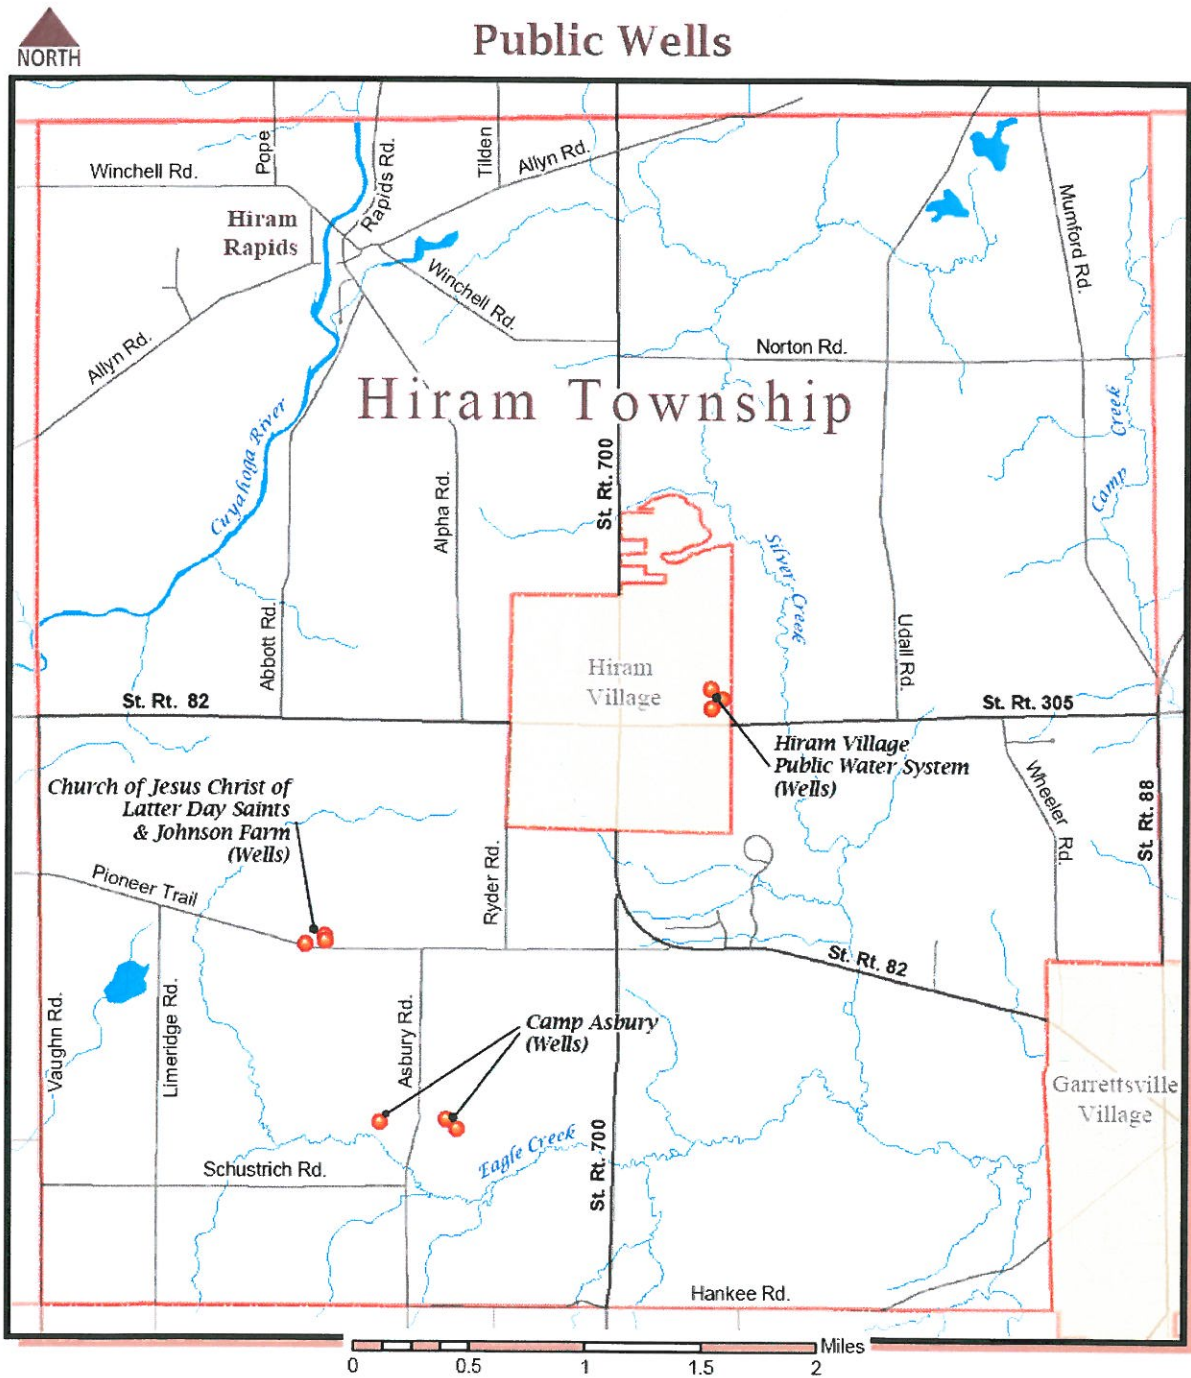 Public Wells
NORTH
Winchell Rd.
Pope
Rapids Rd.
Tilden
Allyn Rd.
Hiram
Rapids
Winchell Rd.
Mumford Rd.
Allyn Rd.
Norton Rd.
Hiram Township
Cuyahoga River
Creek
Camp
St. Rt. 700
Alpha Rd.
Silver Creek
Abbott Rd.
Udall Rd.
Hiram
Village
St. Rt. 82
St. Rt. 305
Hiram Village
Public Water System
(Wells)
Church of Jesus Christ of
Latter Day Saints
& Johnson Farm
(Wells)
Wheeler Rd.
St. Rt. 88
Pioneer Trail
Ryder Rd.
St. Rt. 82
Vaughn Rd.
Limeridge Rd.
Asbury Rd.
Camp Asbury
(Wells)
Garrettsville
Village
Eagle Creek
St. Rt. 700
Schustrich Rd.
Hankee Rd.
Miles
0 0.5 1 1.5 2